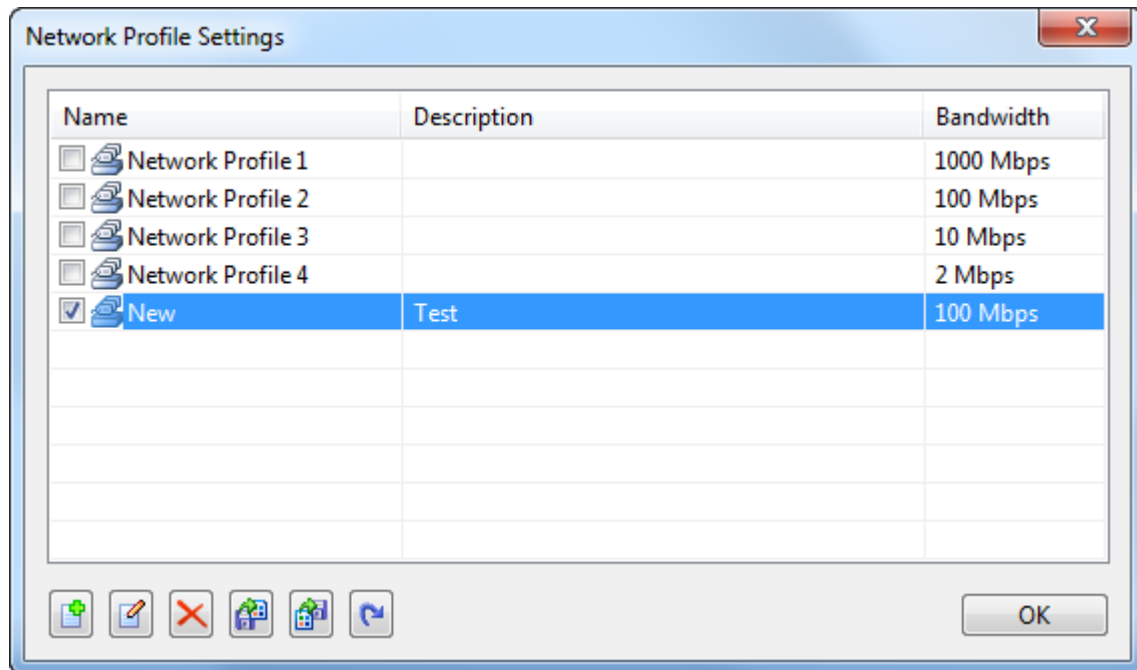 Network Profile Settings
Name Description Bandwidth
Network Profile 1 1000 Mbps
Network Profile 2 100 Mbps
Network Profile 3 10 Mbps
Network Profile 4 2 Mbps
New Test 100 Mbps
OK